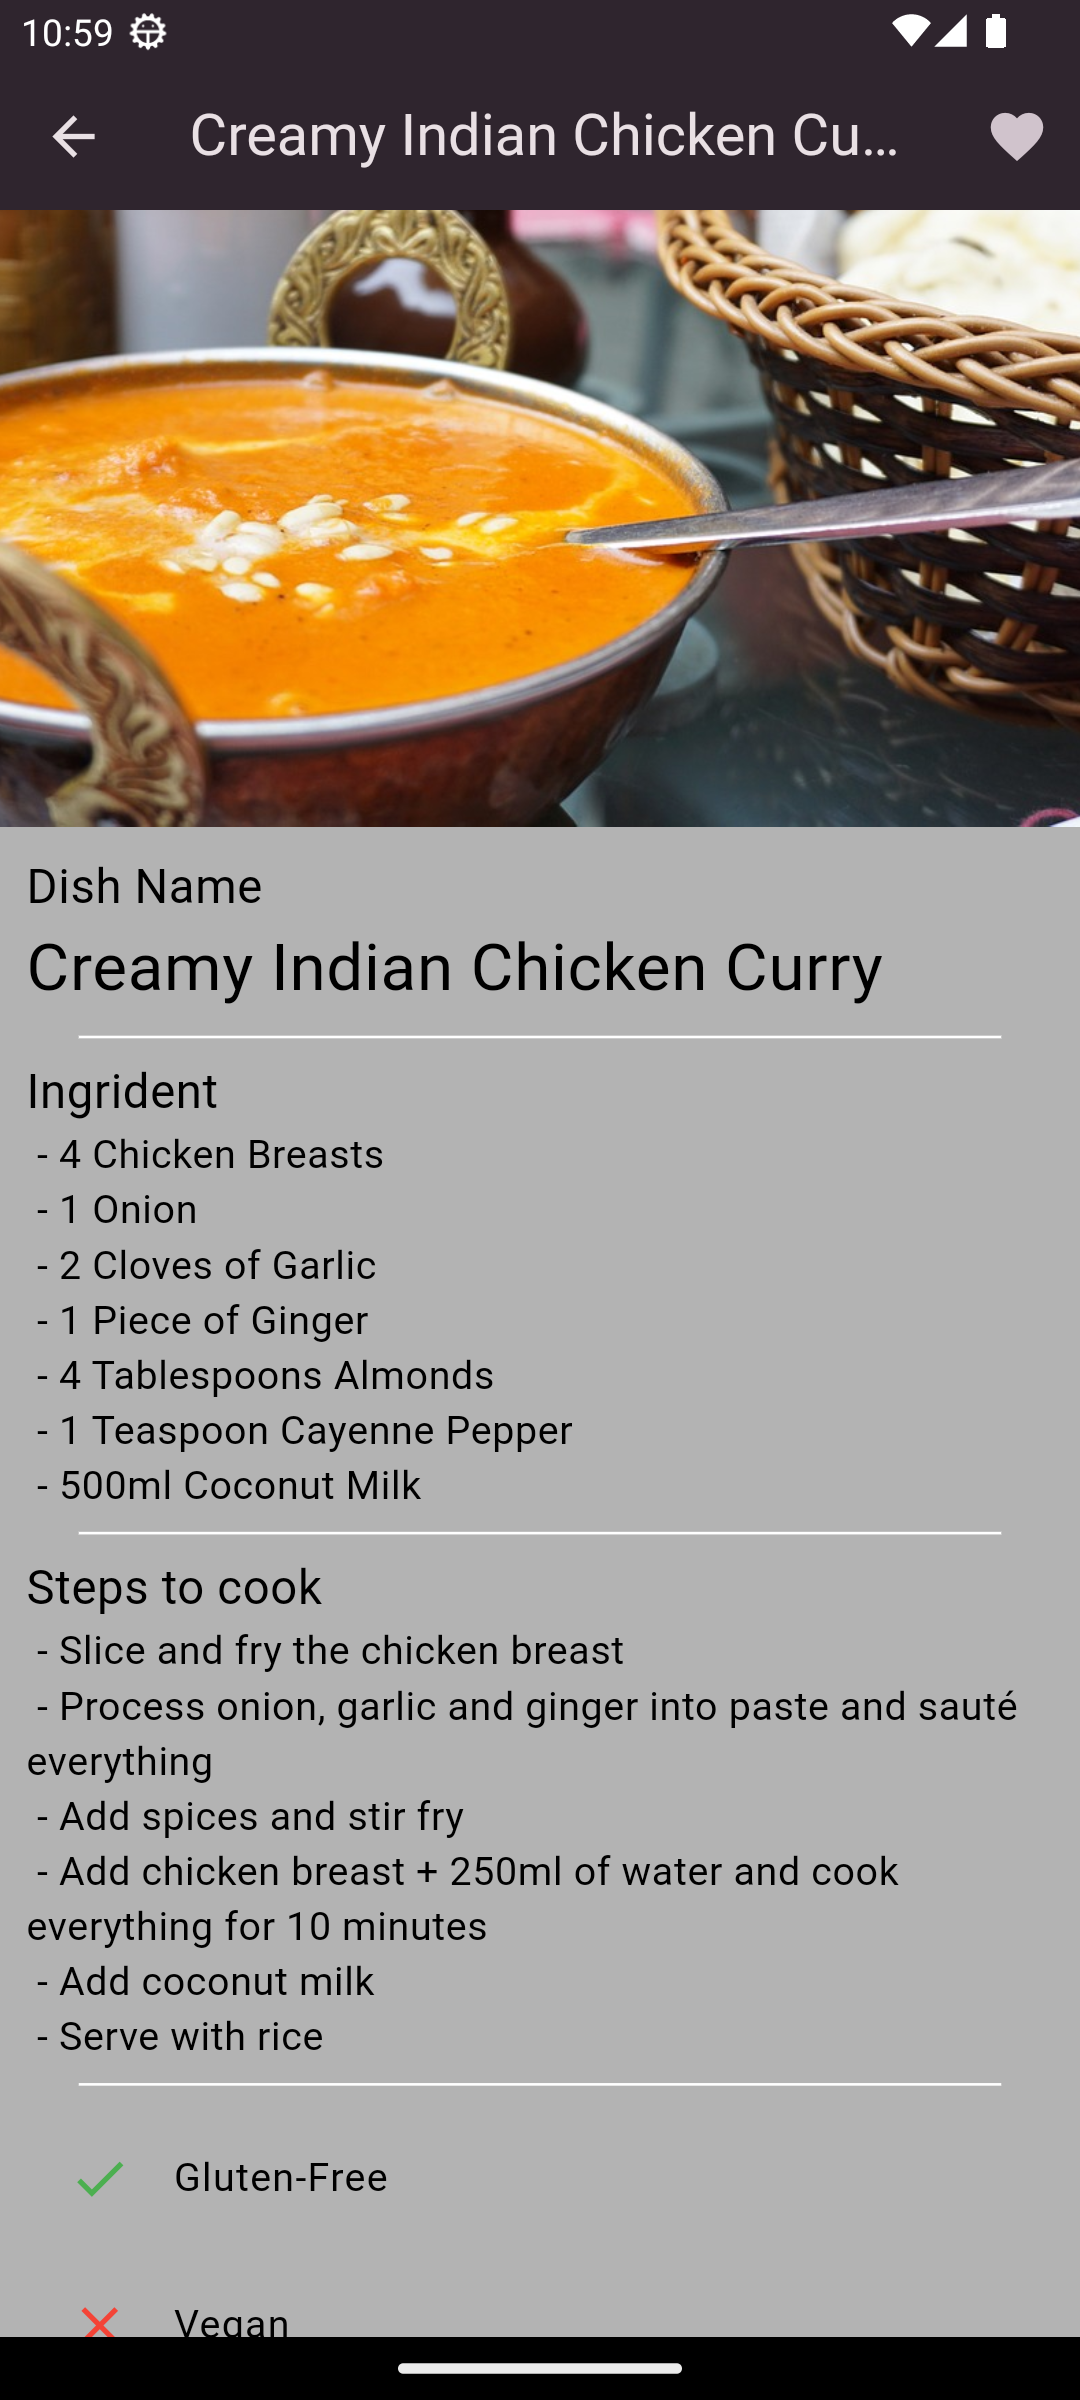 10:59
Creamy Indian Chicken Cu...
Dish Name
Creamy Indian Chicken Curry
Ingrident
- 4 Chicken Breasts
- 1 Onion
- 2 Cloves of Garlic
- 1 Piece of Ginger
- 4 Tablespoons Almonds
- 1 Teaspoon Cayenne Pepper
- 500ml Coconut Milk
Steps to cook
- Slice and fry the chicken breast
- Process onion, garlic and ginger into paste and sauté
everything
- Add spices and stir fry
- Add chicken breast + 250ml of water and cook
everything for 10 minutes
- Add coconut milk
- Serve with rice
Gluten-Free
Vegan